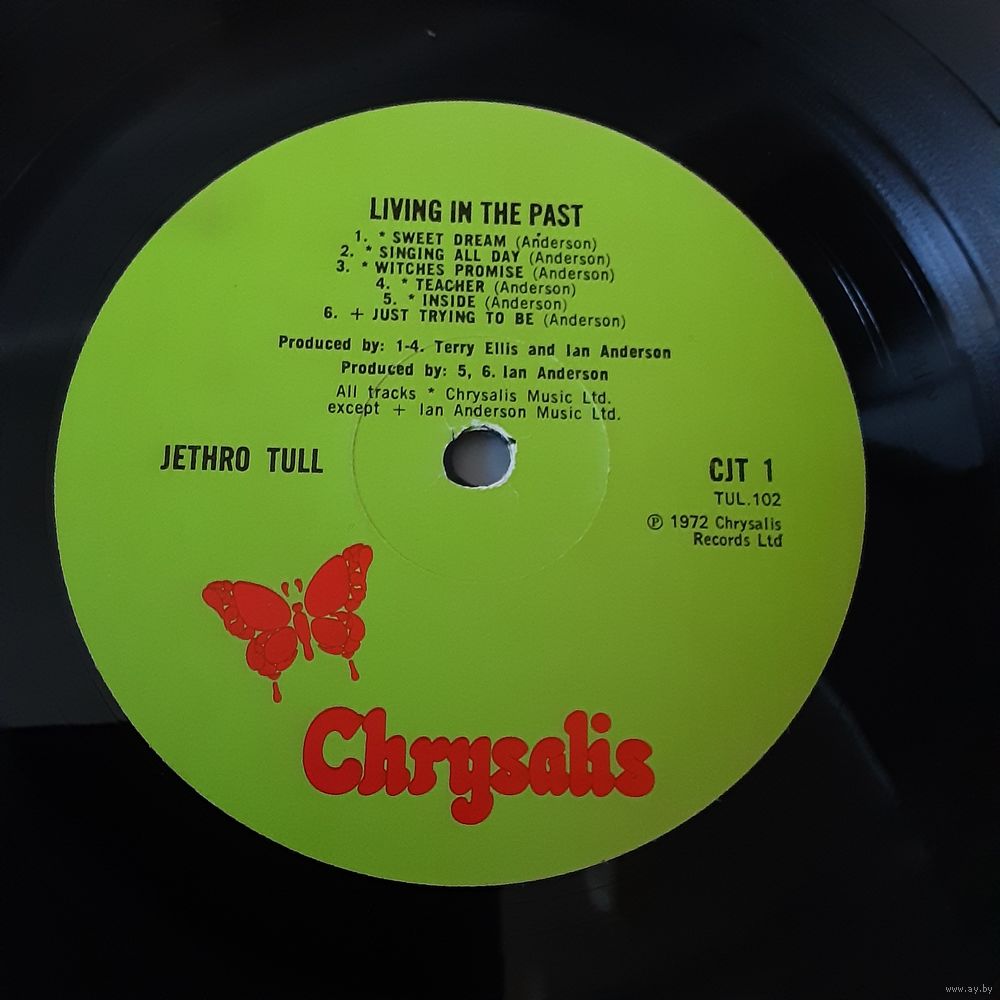 LIVING IN THE PAST
1. * SWEET DREAM (Anderson)
2. * SINGING ALL DAY (Anderson)
3. * WITCHES PROMISE (Anderson)
4. * TEACHER (Anderson)
5. * INSIDE (Anderson)
6. + JUST TRYING TO BE (Anderson)
Produced by: 1-4. Terry Ellis and Ian Anderson
Produced by: 5, 6. Ian Anderson
All tracks * Chrysalis Music Ltd.
except + Ian Anderson Music Ltd.
JETHRO TULL
CJT 1
TUL.102
℗ 1972 Chrysalis
Records Ltd
Chrysalis
www.ay.by